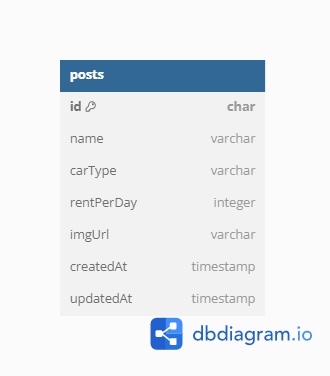 posts
id char
name varchar
carType varchar
rentPerDay integer
imgUrl varchar
createdAt timestamp
updatedAt timestamp
dbdiagram.io